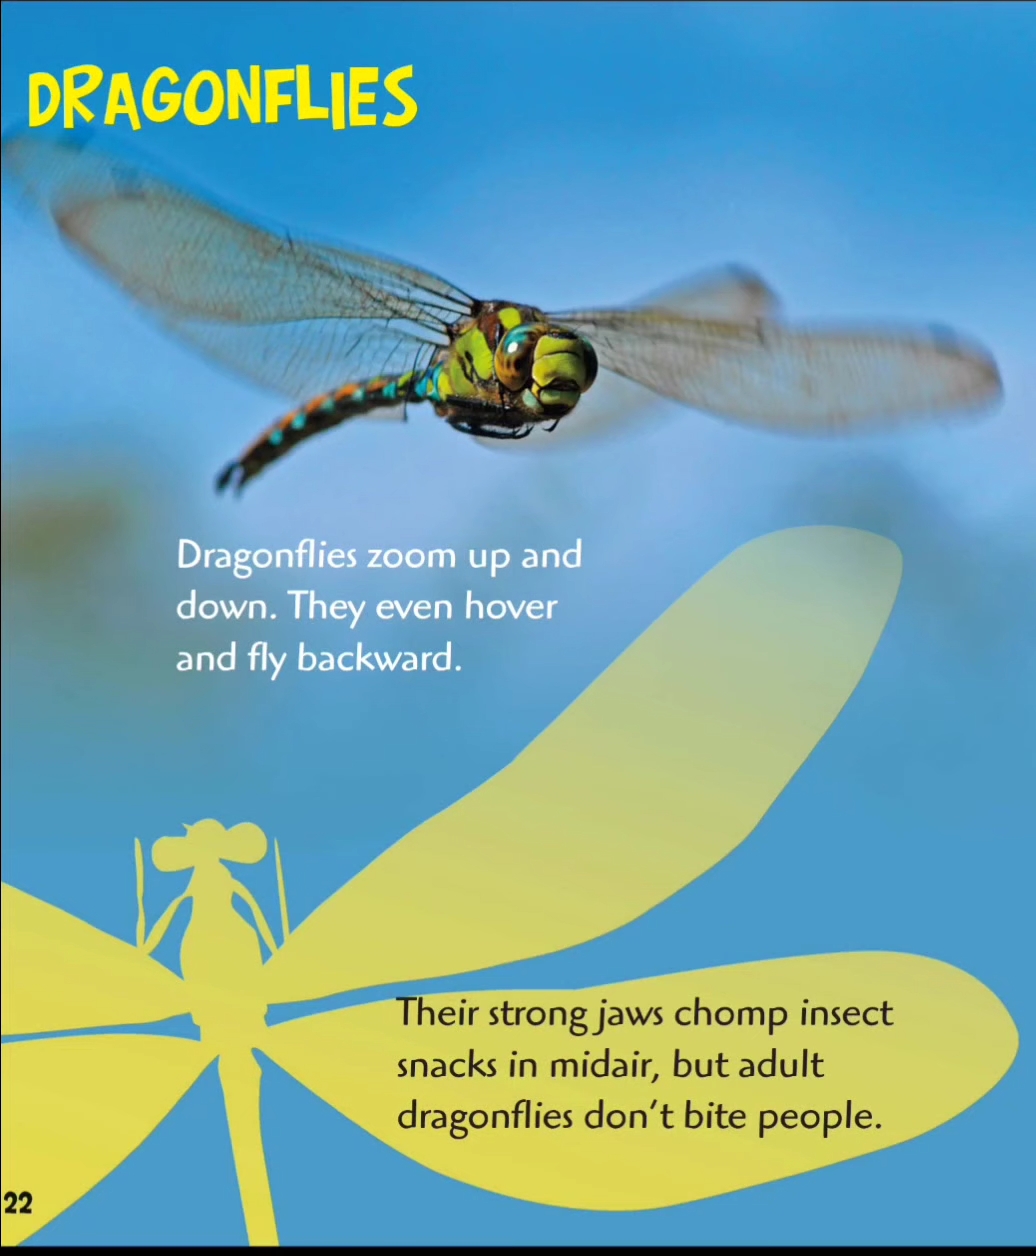 DRAGONFLIES
Dragonflies zoom up and
down. They even hover
and fly backward.
Their strong jaws chomp insect
snacks in midair, but adult
dragonflies don't bite people.
22